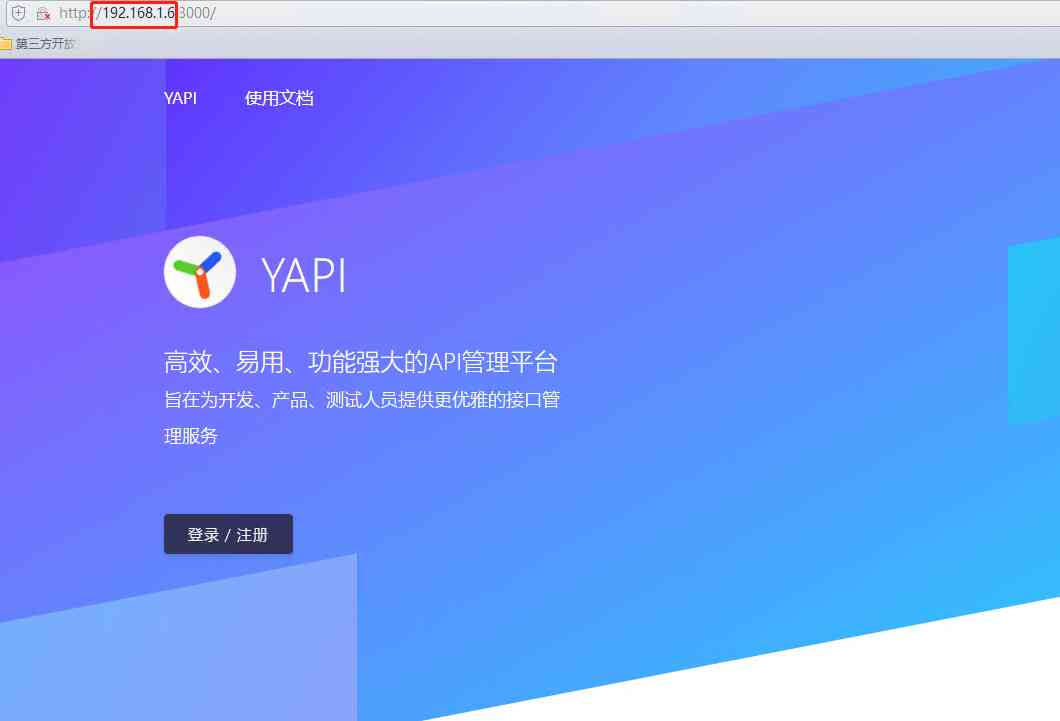 http://192.168.1.6:3000/
第三方开放
YAPI 使用文档
YAPI
高效、易用、功能强大的API管理平台
旨在为开发、产品、测试人员提供更优雅的接口管
理服务
登录 / 注册